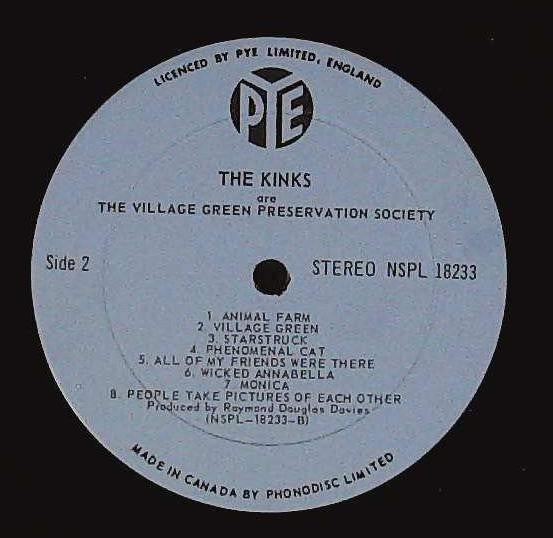 LICENCED BY PYE LIMITED, ENGLAND
PYE
THE KINKS
are
THE VILLAGE GREEN PRESERVATION SOCIETY
Side 2
STEREO NSPL 18233
1. ANIMAL FARM
2. VILLAGE GREEN
3. STARSTRUCK
4. PHENOMENAL CAT
5. ALL OF MY FRIENDS WERE THERE
6. WICKED ANNABELLA
7. MONICA
8. PEOPLE TAKE PICTURES OF EACH OTHER
Produced by Raymond Douglas Davies
(NSPL-18233-B)
MADE IN CANADA BY PHONODISC LIMITED